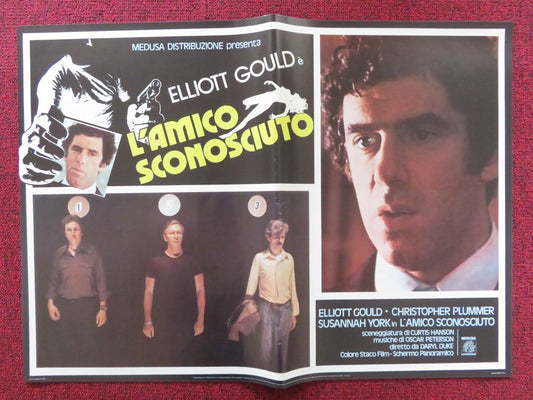 MEDUSA DISTRIBUZIONE presenta
ELLIOTT GOULD è
L'AMICO
SCONOSCIUTO
1 2 3
ELLIOTT GOULD • CHRISTOPHER PLUMMER
SUSANNAH YORK in L'AMICO SCONOSCIUTO
sceneggiatura di CURTIS HANSON
musiche di OSCAR PETERSON
diretto da DARYL DUKE
Colore Staco Film - Schermo Panoramico
MEDUSA